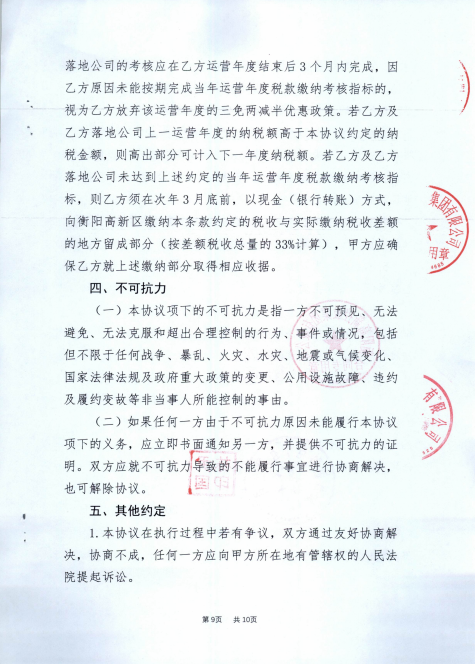 落地公司的考核应在乙方运营年度结束后 3 个月内完成，因
乙方原因未能按期完成当年运营年度税款缴纳考核指标的，
视为乙方放弃该运营年度的三免两减半优惠政策。若乙方及
乙方落地公司上一运营年度的纳税额高于本协议约定的纳
税金额，则高出部分可计入下一年度纳税额。若乙方及乙方
落地公司未达到上述约定的当年运营年度税款缴纳考核指
标，则乙方须在次年 3 月底前，以现金（银行转账）方式，
向衡阳高新区缴纳本条款约定的税收与实际缴纳税收差额
的地方留成部分（按差额税收总量的 33%计算），甲方应确
保乙方就上述缴纳部分取得相应收据。
四、不可抗力
（一）本协议项下的不可抗力是指一方不可预见、无法
避免、无法克服和超出合理控制的行为、事件或情况，包括
但不限于任何战争、暴乱、火灾、水灾、地震或气候变化、
国家法律法规及政府重大政策的变更、公用设施故障、违约
及履约变故等非当事人所能控制的事由。
（二）如果任何一方由于不可抗力原因未能履行本协议
项下的义务，应立即书面通知另一方，并提供不可抗力的证
明。双方应就不可抗力导致的不能履行事宜进行协商解决，
也可解除协议。
五、其他约定
1.本协议在执行过程中若有争议，双方通过友好协商解
决，协商不成，任何一方应向甲方所在地有管辖权的人民法
院提起诉讼。
第 9页 共 10页
集团有限公司
用章
有限公司